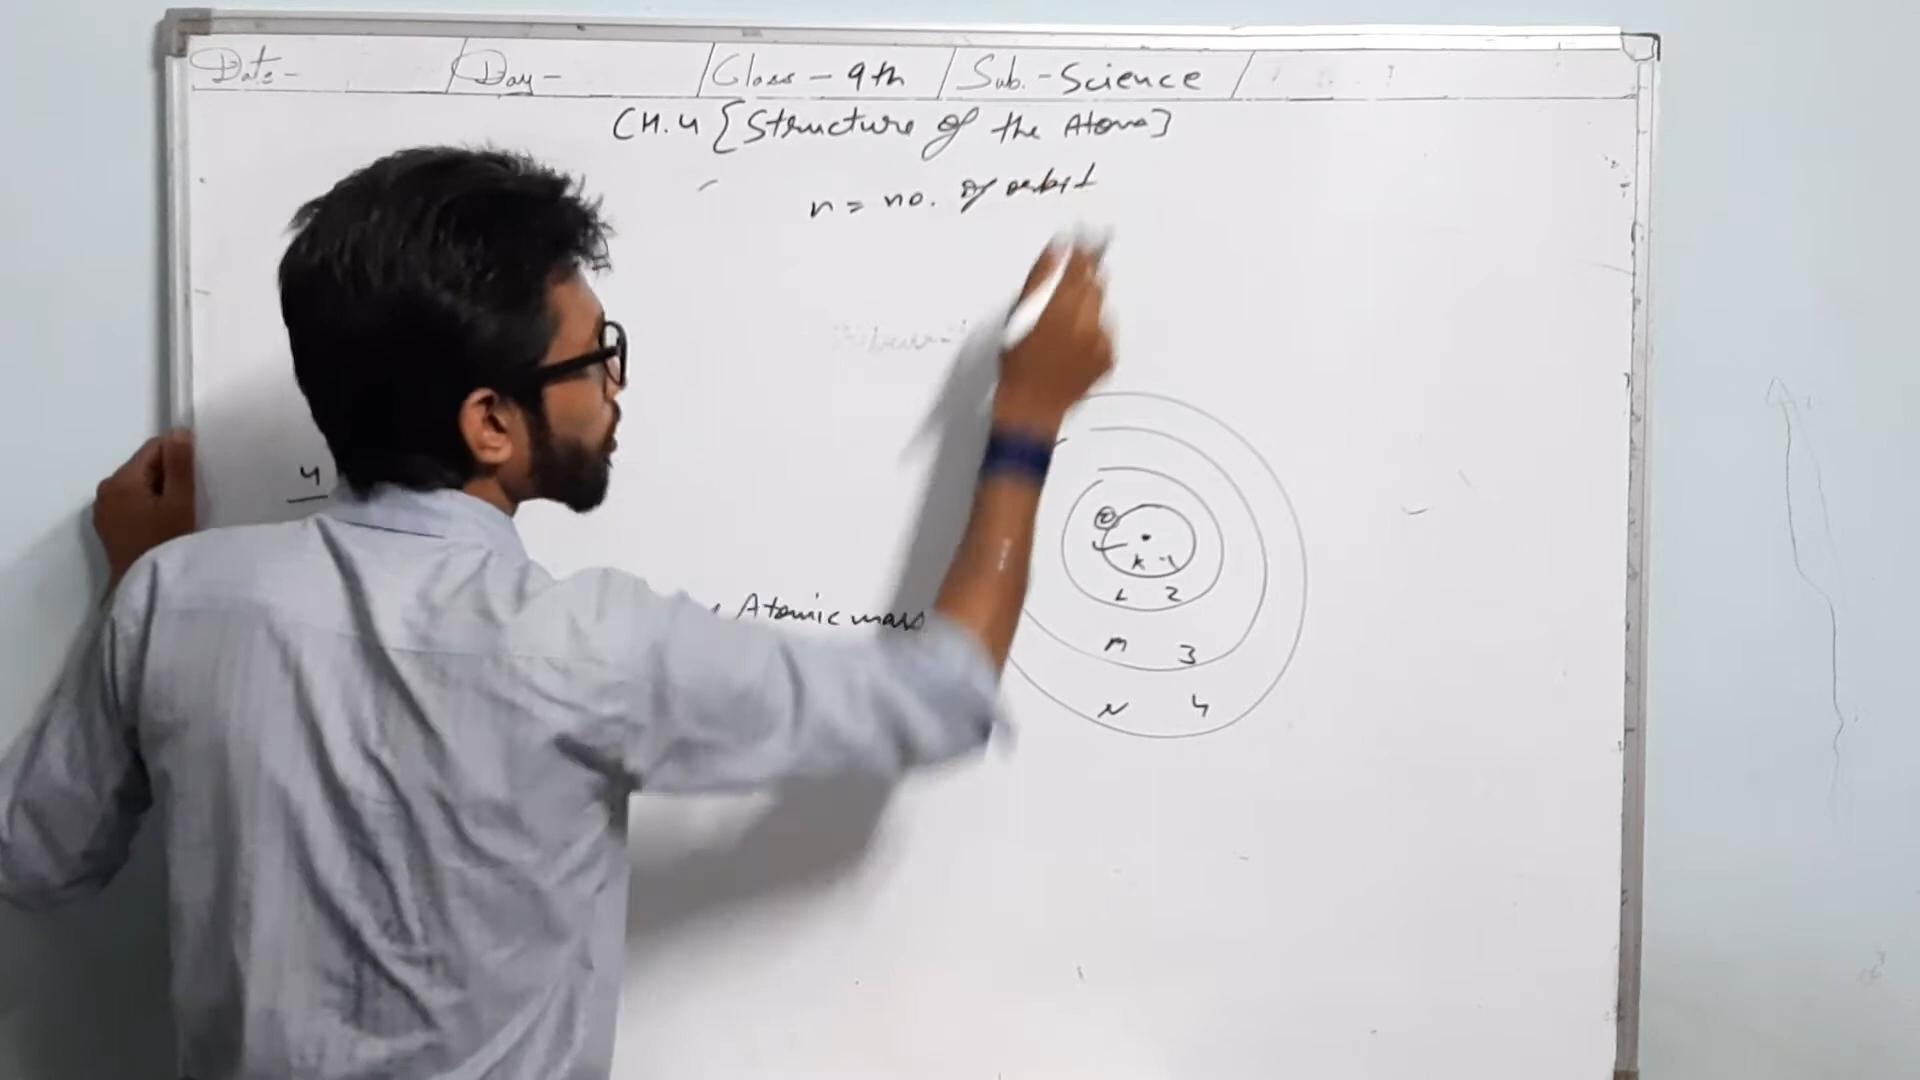 Date- Day- Class - 9th Sub. - Science
CH.4 {Structure of the Atom}
n = no. of orbit
4
Atomic mass
K -1
L 2
M 3
N 4